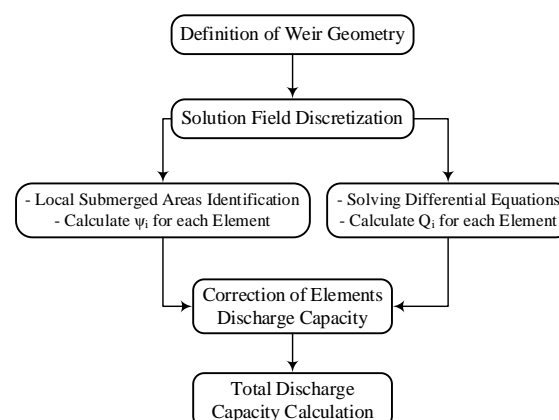 Definition of Weir Geometry
Solution Field Discretization
- Local Submerged Areas Identification
- Calculate ψᵢ for each Element
- Solving Differential Equations
- Calculate Qᵢ for each Element
Correction of Elements
Discharge Capacity
Total Discharge
Capacity Calculation